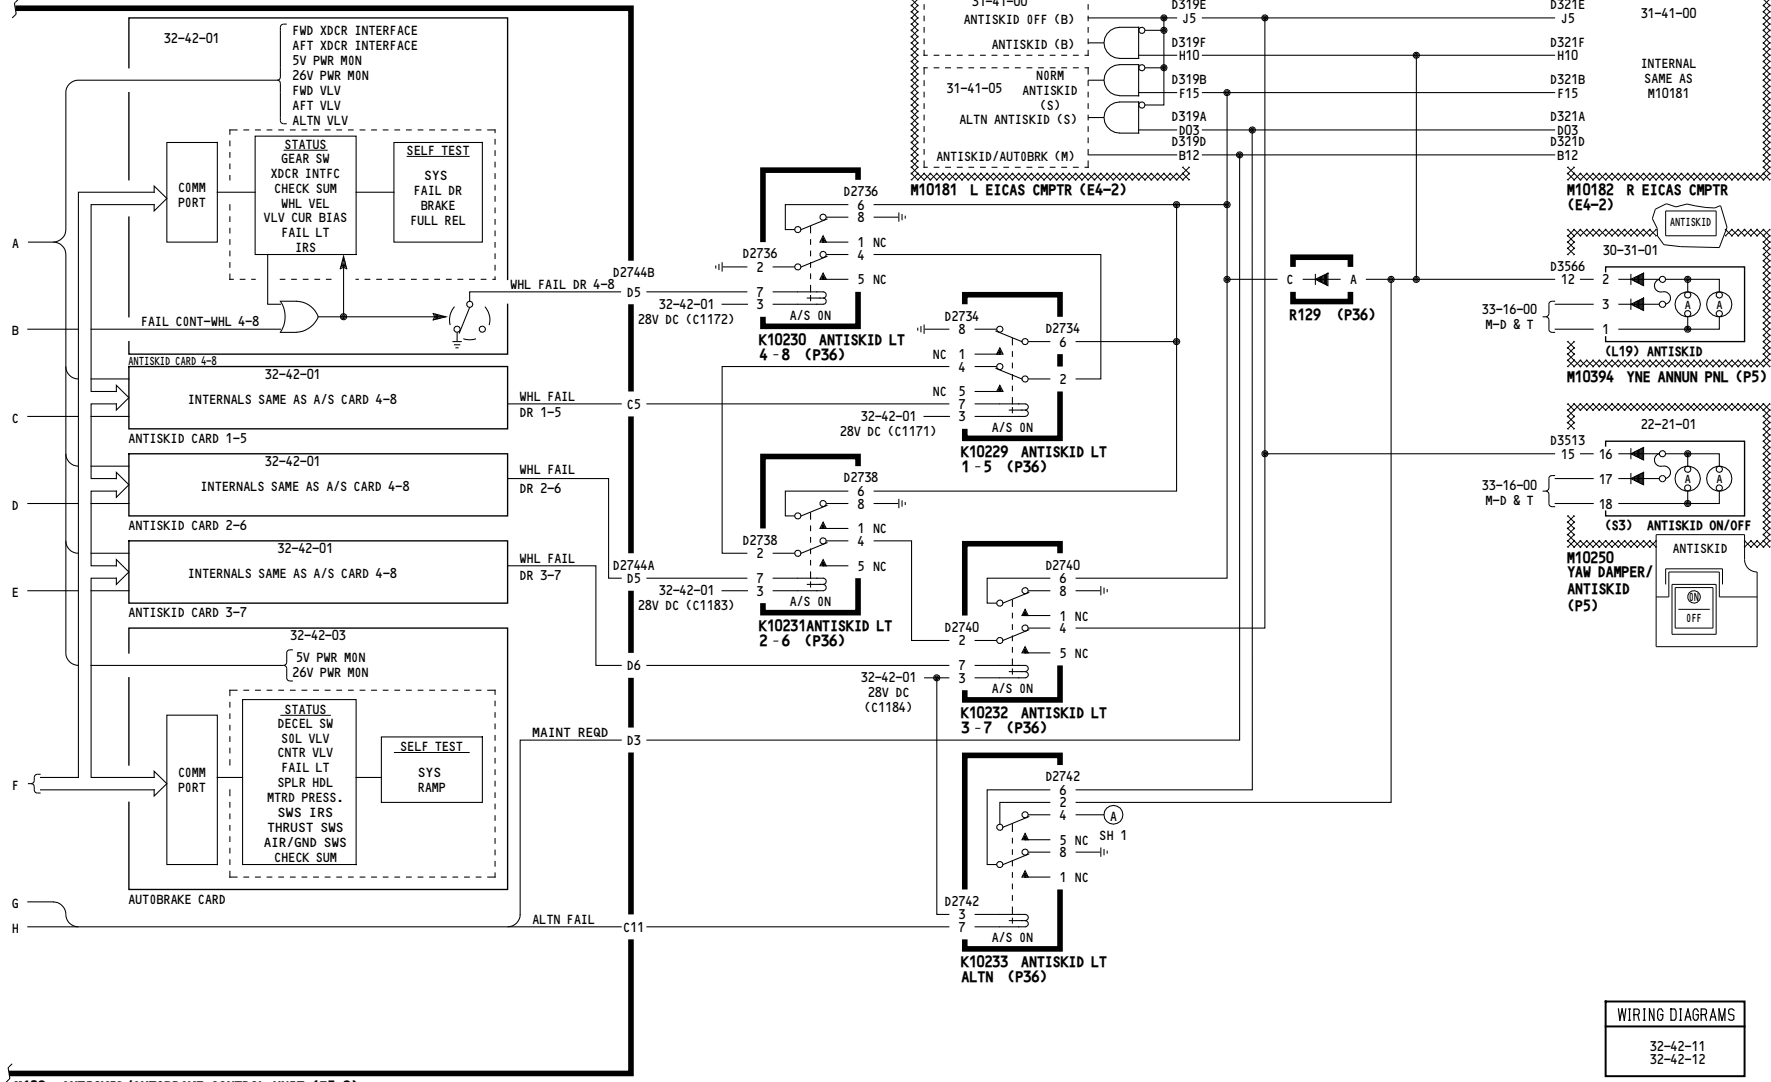 32-42-01
FWD XDCR INTERFACE
AFT XDCR INTERFACE
5V PWR MON
26V PWR MON
FWD VLV
AFT VLV
ALTN VLV
COMM
PORT
STATUS
GEAR SW
XDCR INTFC
CHECK SUM
WHL VEL
VLV CUR BIAS
FAIL LT
IRS
SELF TEST
SYS
FAIL DR
BRAKE
FULL REL
A
B
FAIL CONT-WHL 4-8
WHL FAIL DR 4-8
D2744B
D5
ANTISKID CARD 4-8
32-42-01
INTERNALS SAME AS A/S CARD 4-8
WHL FAIL
DR 1-5
C5
C
ANTISKID CARD 1-5
32-42-01
INTERNALS SAME AS A/S CARD 4-8
WHL FAIL
DR 2-6
D
ANTISKID CARD 2-6
32-42-01
INTERNALS SAME AS A/S CARD 4-8
WHL FAIL
DR 3-7
D2744A
D5
E
ANTISKID CARD 3-7
32-42-03
5V PWR MON
26V PWR MON
D6
COMM
PORT
STATUS
DECEL SW
SOL VLV
CNTR VLV
FAIL LT
SPLR HDL
MTRD PRESS.
SWS IRS
THRUST SWS
AIR/GND SWS
CHECK SUM
SELF TEST
SYS
RAMP
F
MAINT REQD
D3
AUTOBRAKE CARD
G
H
ALTN FAIL
C11
D2736
6
8
1 NC
4
5 NC
D2736
2
7
3
32-42-01
28V DC (C1172)
A/S ON
K10230 ANTISKID LT
4-8 (P36)
D2734
8
D2734
6
NC 1
4
2
NC 5
7
3
32-42-01
28V DC (C1171)
A/S ON
K10229 ANTISKID LT
1-5 (P36)
D2738
6
8
1 NC
4
5 NC
D2738
2
7
3
32-42-01
28V DC (C1183)
A/S ON
K10231ANTISKID LT
2-6 (P36)
D2740
6
8
1 NC
4
5 NC
D2740
2
7
3
32-42-01
28V DC
(C1184)
A/S ON
K10232 ANTISKID LT
3-7 (P36)
D2742
6
2
4
A
SH 1
5 NC
8
1 NC
D2742
3
7
A/S ON
K10233 ANTISKID LT
ALTN (P36)
31-41-00
ANTISKID OFF (B)
ANTISKID (B)
31-41-05
NORM
ANTISKID
(S)
ALTN ANTISKID (S)
ANTISKID/AUTOBRK (M)
D319E
J5
D319F
H10
D319B
F15
D319A
D03
D319D
B12
M10181 L EICAS CMPTR (E4-2)
D321E
J5
D321F
H10
D321B
F15
D321A
D03
D321D
B12
31-41-00
INTERNAL
SAME AS
M10181
M10182 R EICAS CMPTR
(E4-2)
C
A
R129 (P36)
ANTISKID
30-31-01
D3566
12
2
3
1
A
A
33-16-00
M-D & T
(L19) ANTISKID
M10394 YNE ANNUN PNL (P5)
22-21-01
D3513
15
16
17
18
A
A
33-16-00
M-D & T
(S3) ANTISKID ON/OFF
M10250
YAW DAMPER/
ANTISKID
(P5)
ANTISKID
ON
OFF
WIRING DIAGRAMS
32-42-11
32-42-12